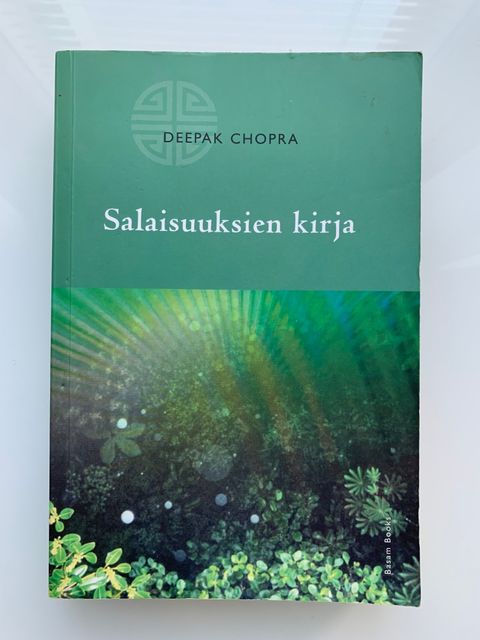 DEEPAK CHOPRA
Salaisuuksien kirja
Basam Books